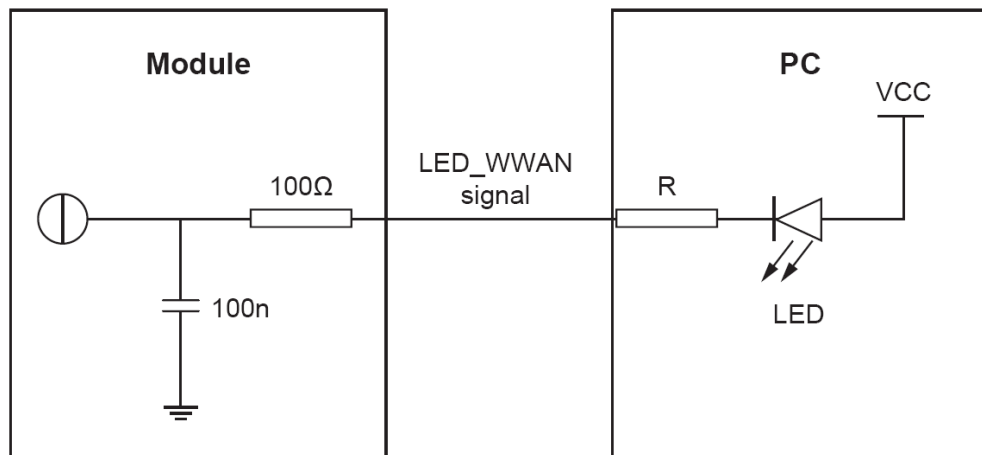 Module
PC
VCC
LED_WWAN
signal
100Ω
R
100n
LED